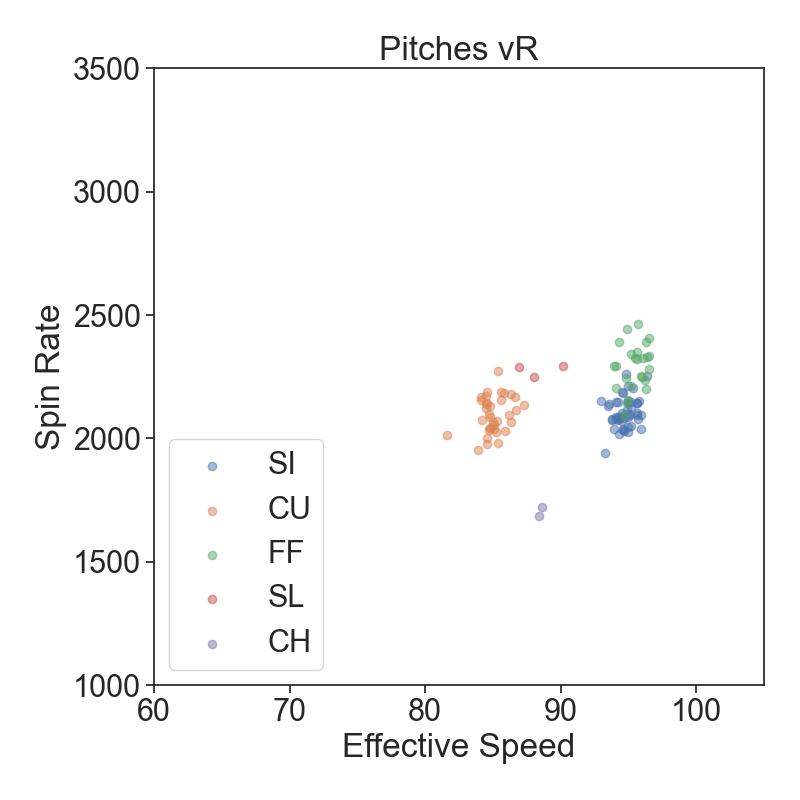 Pitches vR
3500
3000
2500
2000
1500
1000
Spin Rate
SI
CU
FF
SL
CH
60 70 80 90 100
Effective Speed